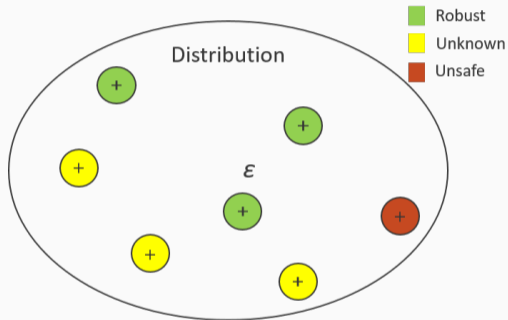 Robust
Distribution
Unknown
Unsafe
+
+
+
ε
+
+
+
+